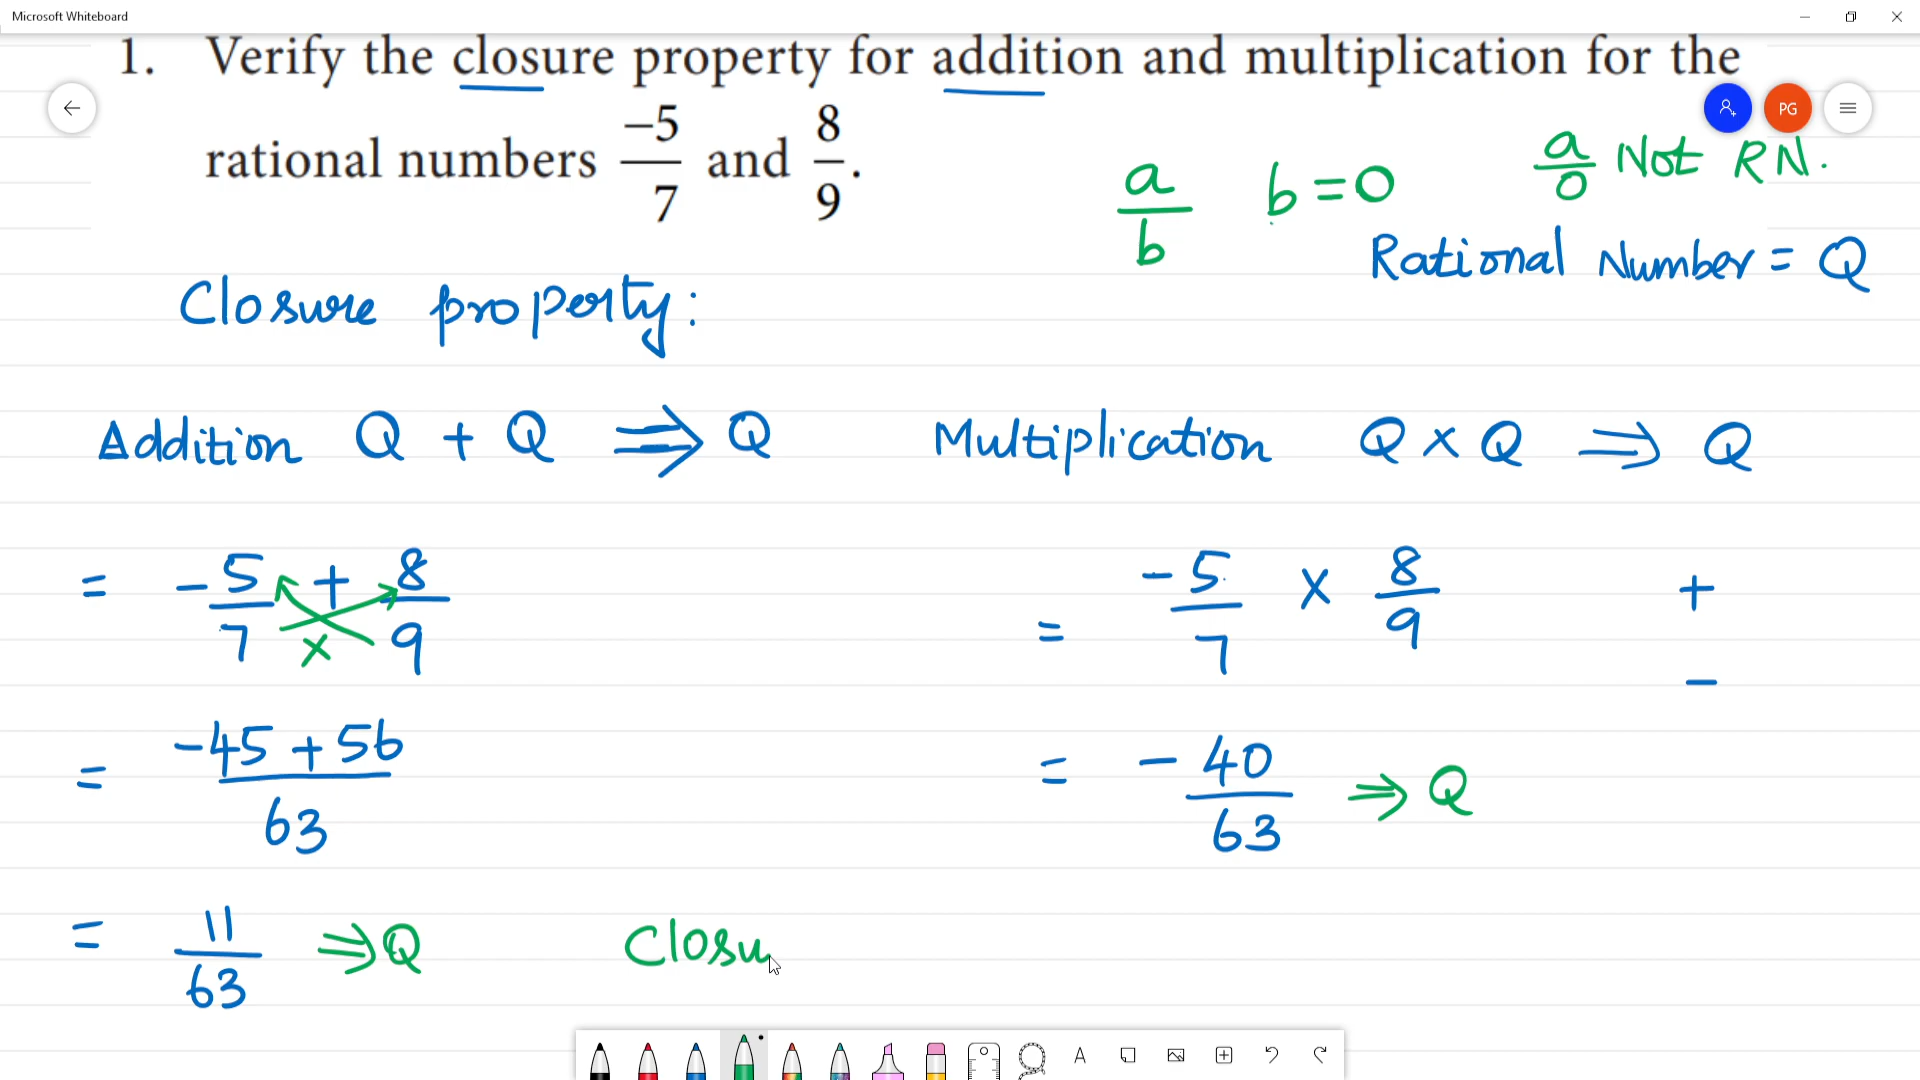 Microsoft Whiteboard
1. Verify the closure property for addition and multiplication for the
rational numbers −5/7 and 8/9.
PG
a/b b = 0 a/0 Not RN.
Rational Number = Q
Closure property:
Addition Q + Q ⇒ Q
Multiplication Q × Q ⇒ Q
= -5/7 + 8/9
×
= -45 + 56 / 63
= 11/63 ⇒ Q
= -5/7 × 8/9
+
−
= -40/63 ⇒ Q
Closu
A